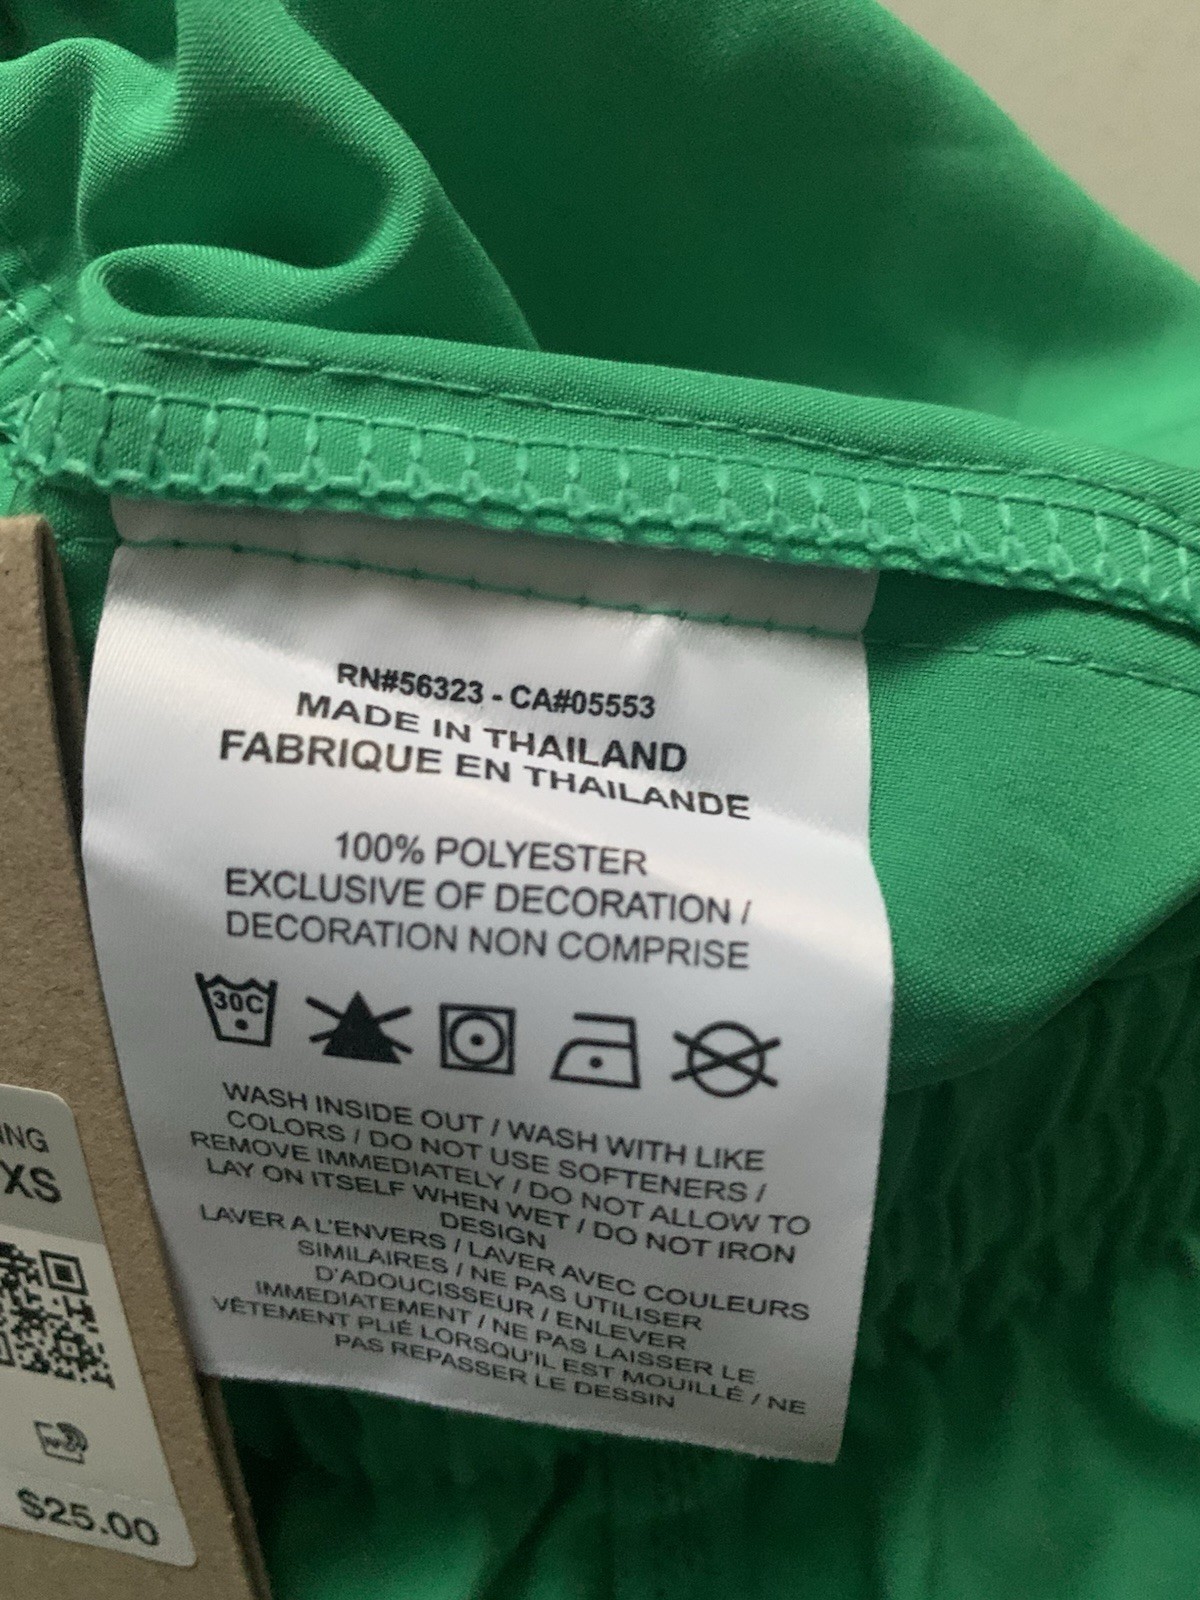 RN#56323 - CA#05553
MADE IN THAILAND
FABRIQUE EN THAILANDE
100% POLYESTER
EXCLUSIVE OF DECORATION /
DECORATION NON COMPRISE
30C
WASH INSIDE OUT / WASH WITH LIKE
COLORS / DO NOT USE SOFTENERS /
REMOVE IMMEDIATELY / DO NOT ALLOW TO
LAY ON ITSELF WHEN WET / DO NOT IRON
DESIGN
LAVER A L'ENVERS / LAVER AVEC COULEURS
SIMILAIRES / NE PAS UTILISER
D'ADOUCISSEUR / ENLEVER
IMMEDIATEMENT / NE PAS LAISSER LE
VÊTEMENT PLIÉ LORSQU'IL EST MOUILLÉ / NE
PAS REPASSER LE DESSIN
XS
$25.00